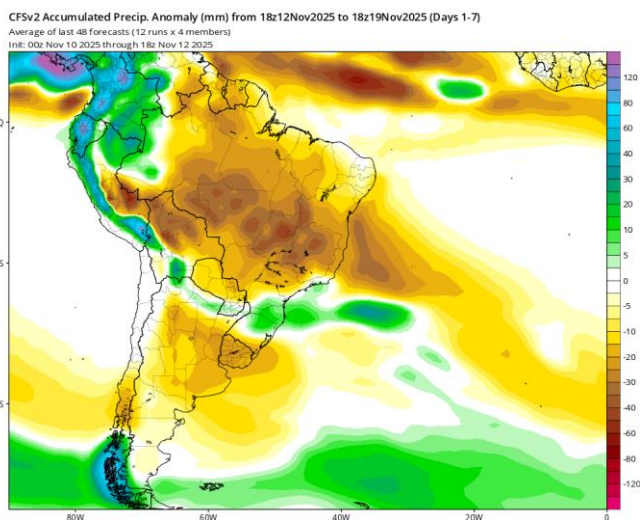 CFSv2 Accumulated Precip. Anomaly (mm) from 18z12Nov2025 to 18z19Nov2025 (Days 1-7)
Average of last 48 forecasts (12 runs x 4 members)
Init: 00z Nov 10 2025 through 18z Nov 12 2025
120
80
60
40
30
20
10
5
0
-5
-10
-20
-30
-40
-60
-80
-120
80W
60W
40W
20W
0